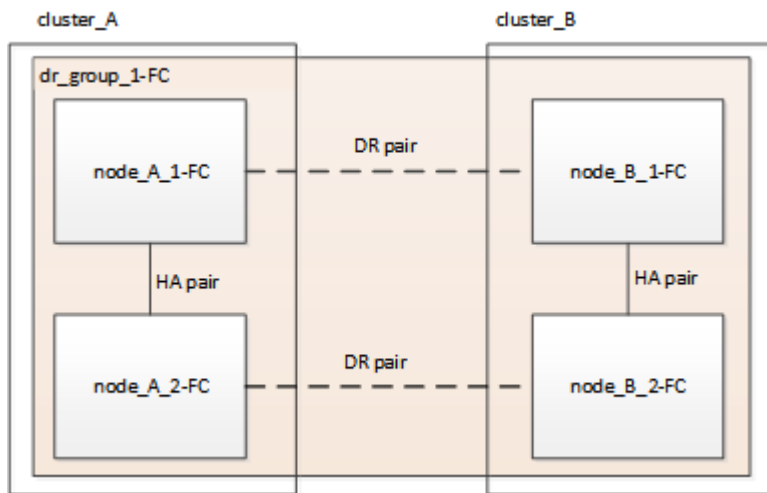 cluster_A
cluster_B
dr_group_1-FC
DR pair
node_A_1-FC
node_B_1-FC
HA pair
HA pair
DR pair
node_A_2-FC
node_B_2-FC